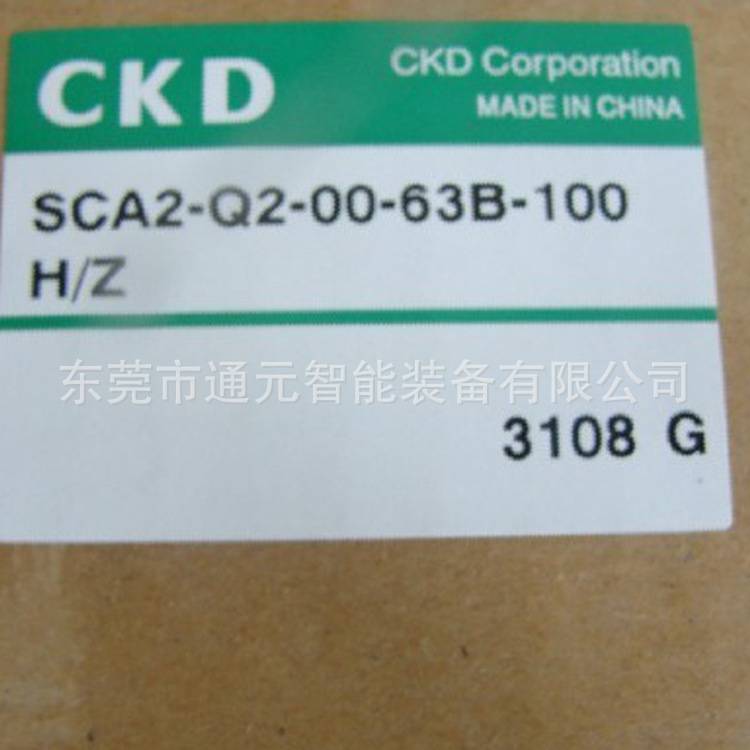 CKD
CKD Corporation
MADE IN CHINA
SCA2-Q2-00-63B-100
H/Z
东莞市通元智能装备有限公司
3108 G